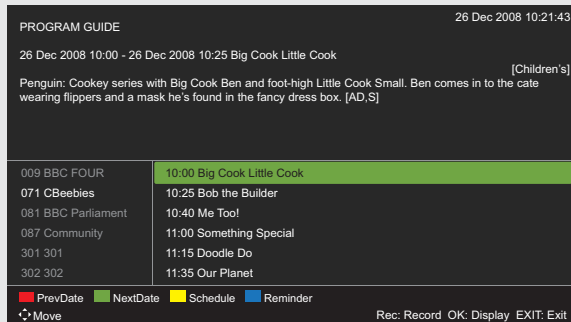 PROGRAM GUIDE
26 Dec 2008 10:21:43
26 Dec 2008 10:00 - 26 Dec 2008 10:25 Big Cook Little Cook
[Children's]
Penguin: Cookey series with Big Cook Ben and foot-high Little Cook Small. Ben comes in to the cate
wearing flippers and a mask he's found in the fancy dress box. [AD,S]
009 BBC FOUR 10:00 Big Cook Little Cook
071 CBeebies 10:25 Bob the Builder
081 BBC Parliament 10:40 Me Too!
087 Community 11:00 Something Special
301 301 11:15 Doodle Do
302 302 11:35 Our Planet
PrevDate NextDate Schedule Reminder
Move Rec: Record OK: Display EXIT: Exit